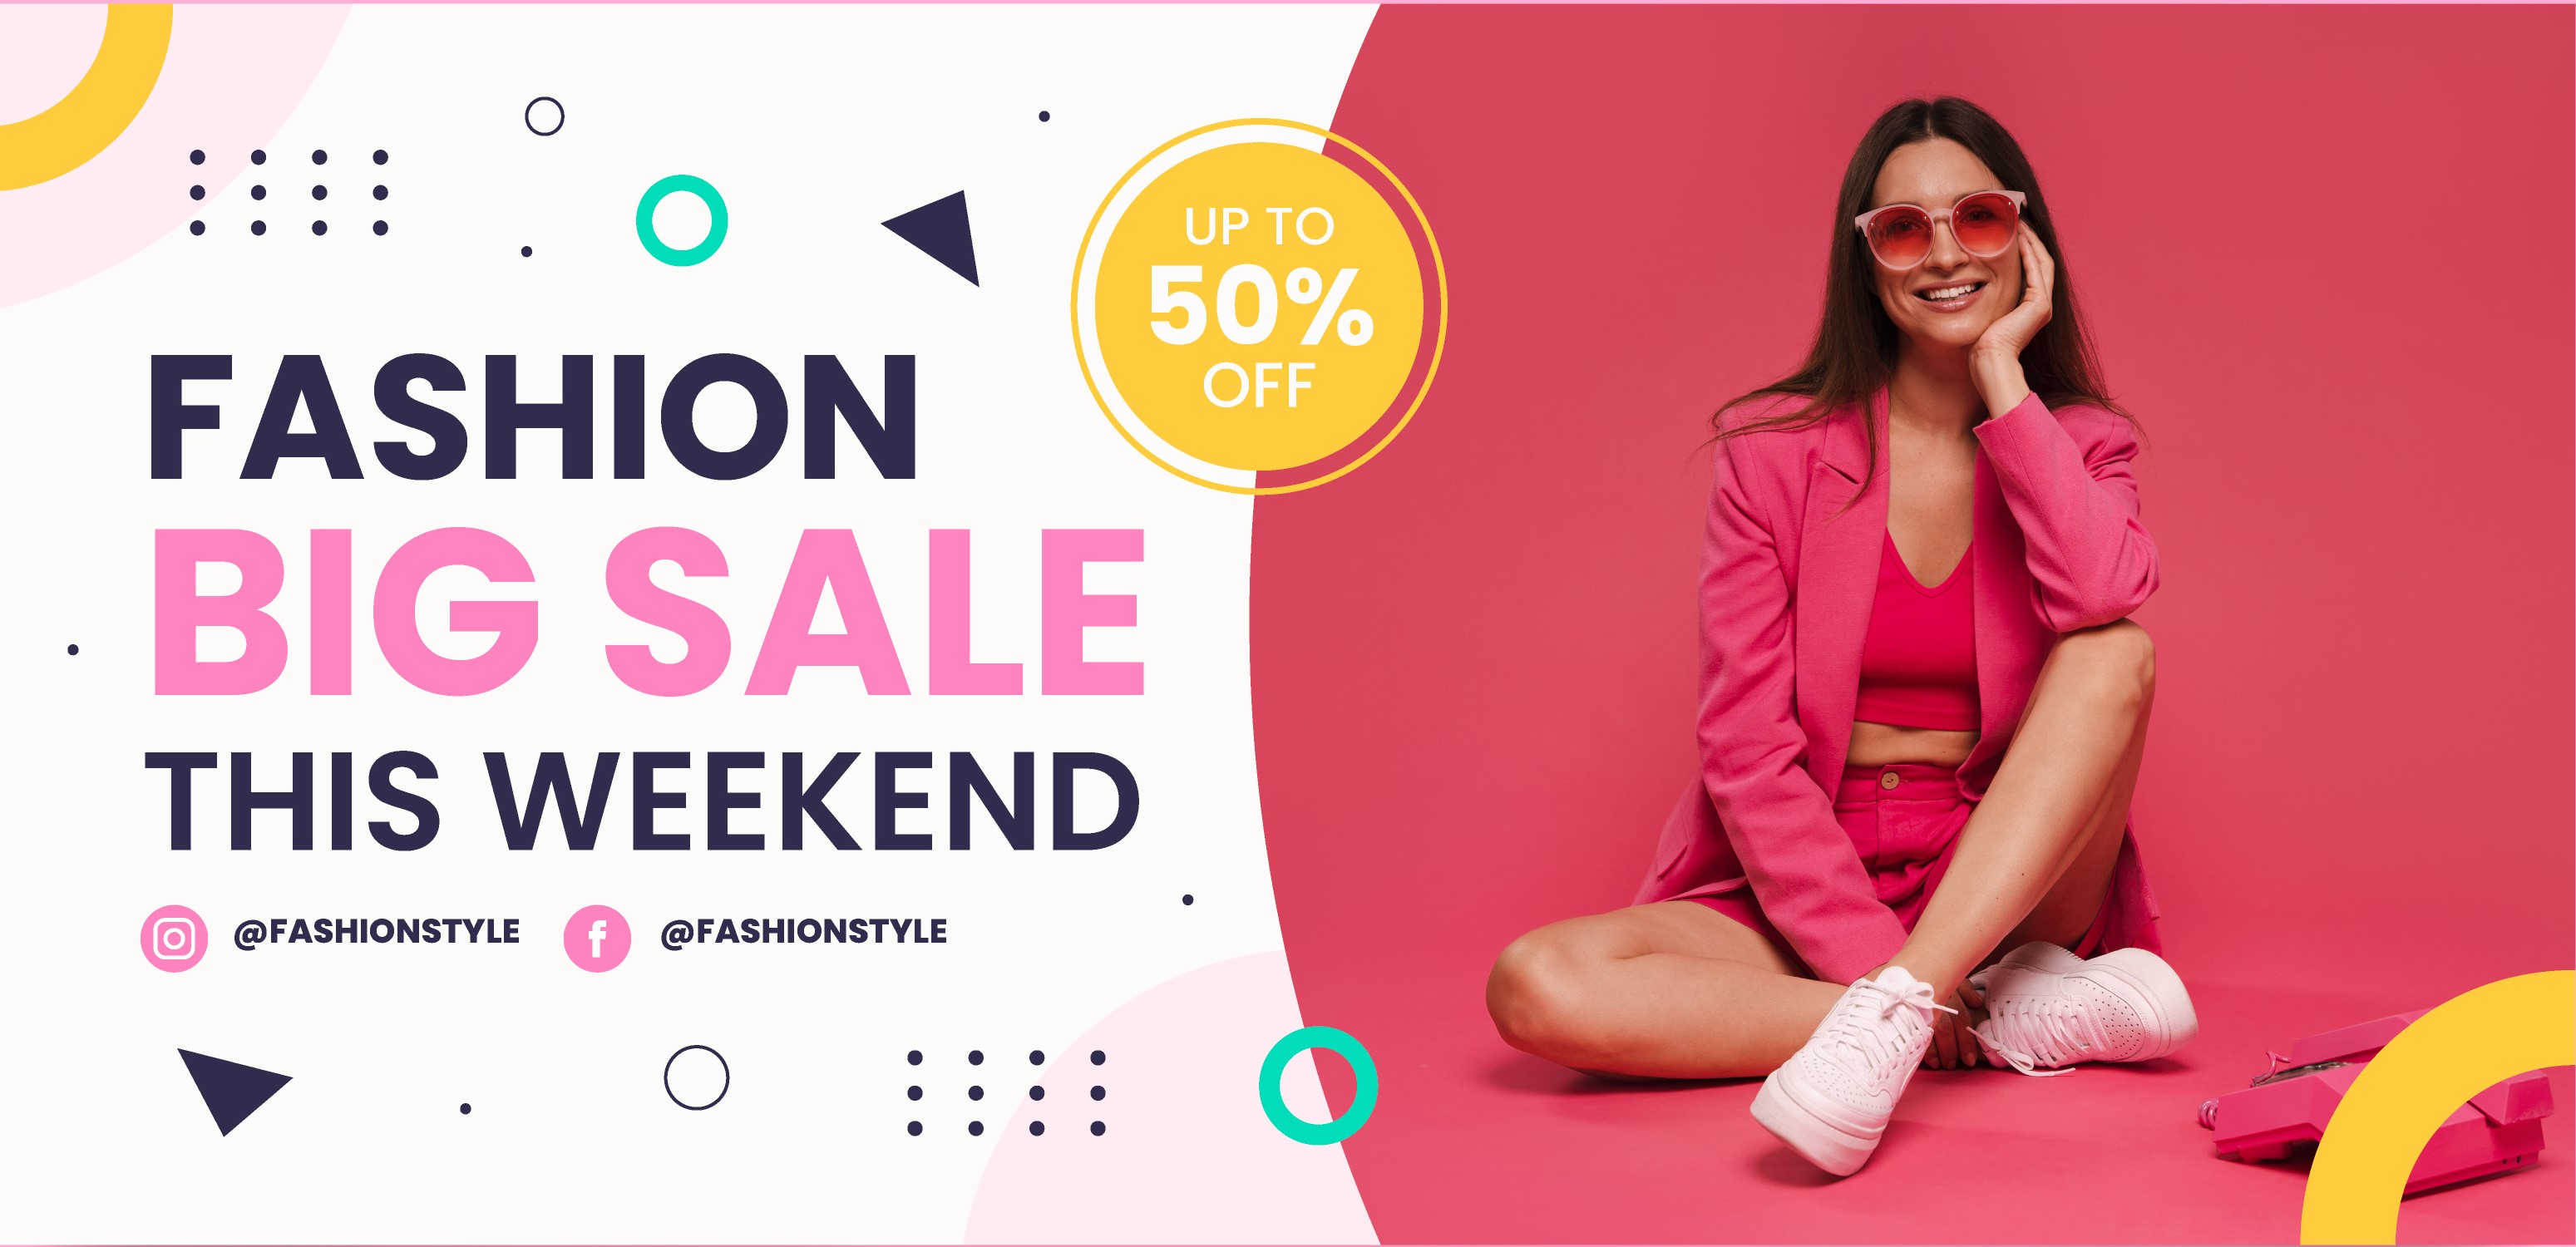 UP TO
50%
OFF
FASHION
BIG SALE
THIS WEEKEND
@FASHIONSTYLE @FASHIONSTYLE